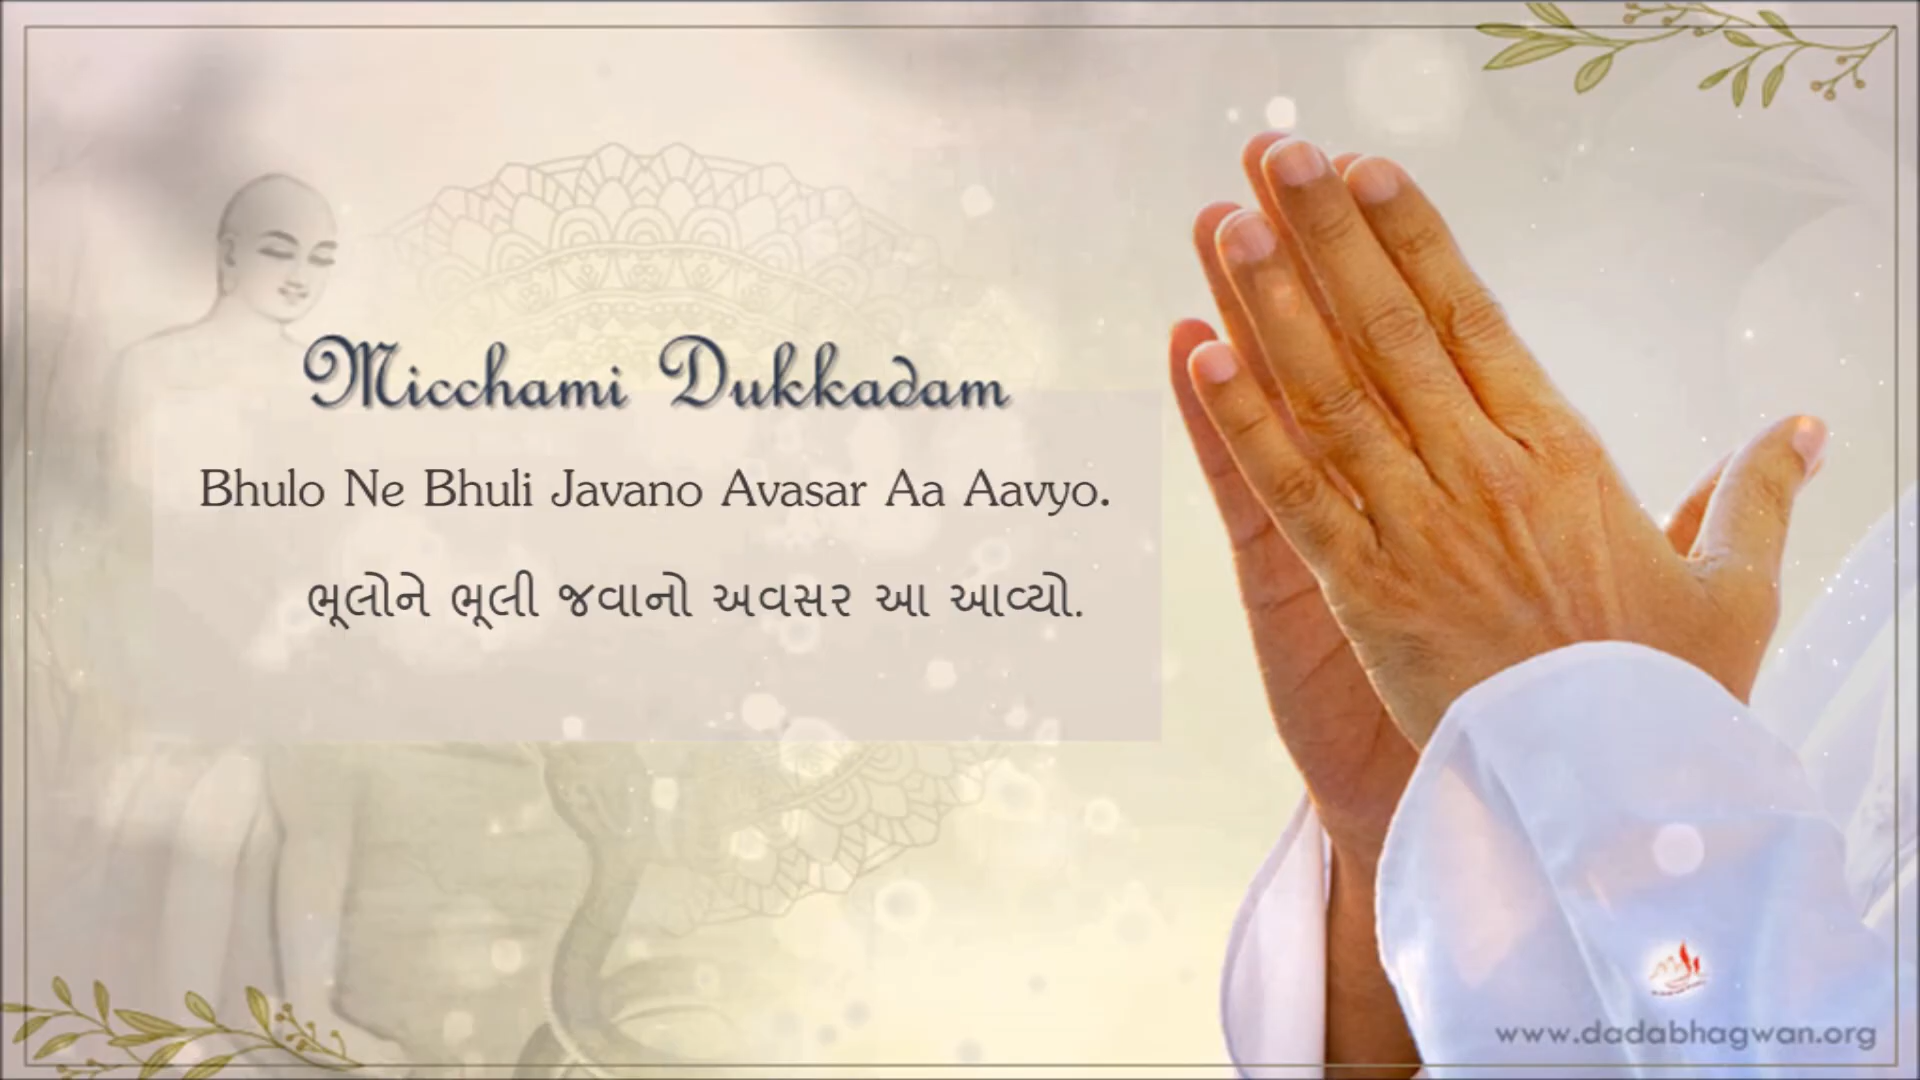 Micchami Dukkadam
Bhulo Ne Bhuli Javano Avasar Aa Aavyo.
ભૂલોને ભૂલી જવાનો અવસર આ આવ્યો.
www.dadabhagwan.org